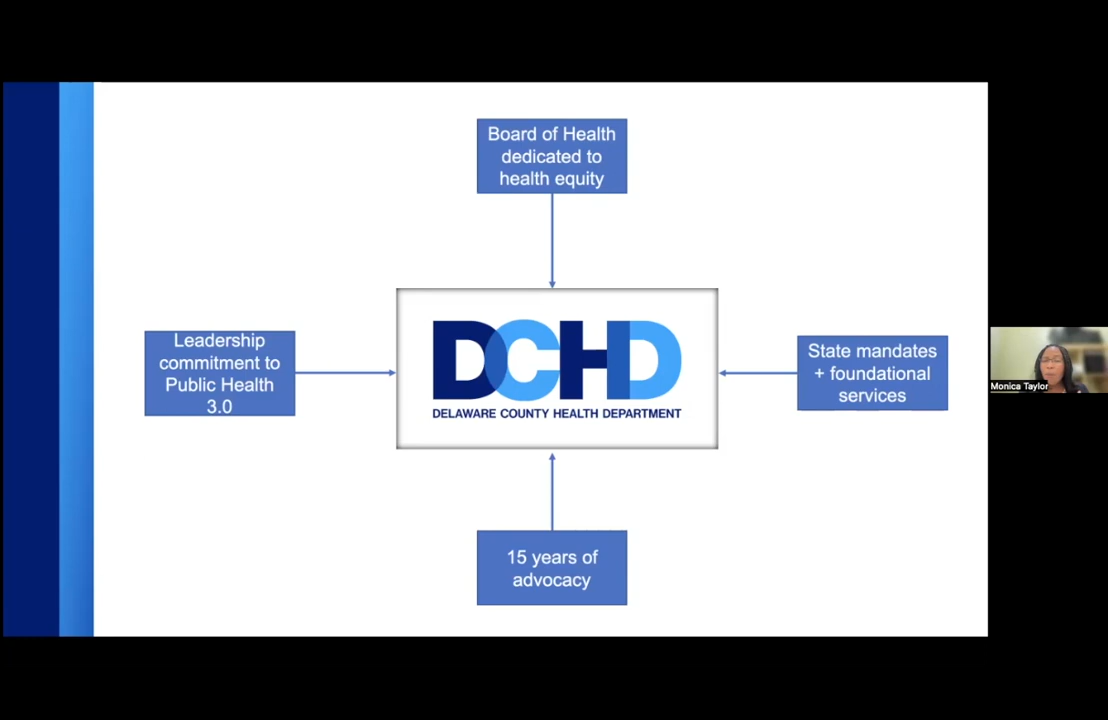 Board of Health
dedicated to
health equity
Leadership
commitment to
Public Health
3.0
DCHD
DELAWARE COUNTY HEALTH DEPARTMENT
State mandates
+ foundational
services
15 years of
advocacy
Monica Taylor